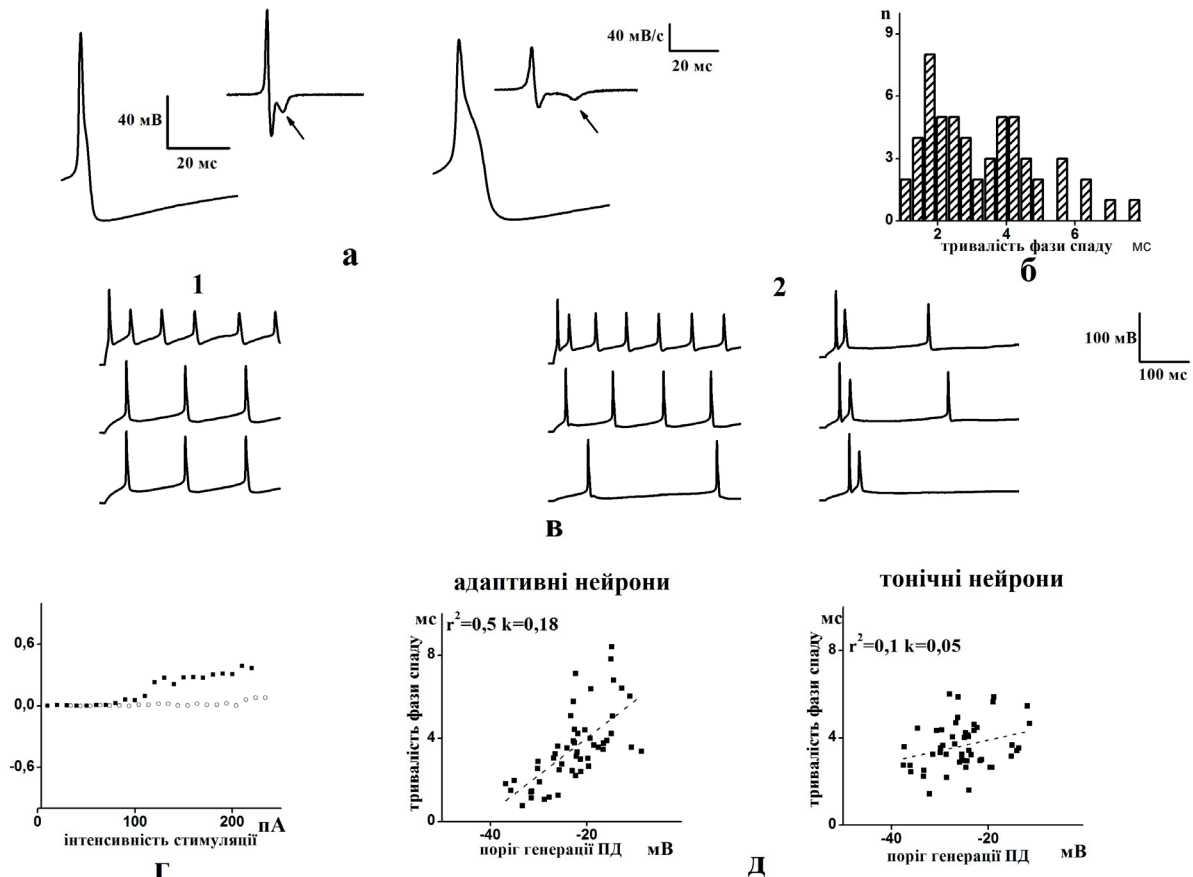 40 мВ
20 мс
40 мВ/с
20 мс
n
9
6
3
0
2 4 6
тривалість фази спаду мс
а
б
1
2
100 мВ
100 мс
в
0,6
0,0
-0,6
0 100 200
пА
інтенсивність стимуляції
г
адаптивні нейрони
мс
r²=0,5 k=0,18
тривалість фази спаду
8
4
0
-40 -20
поріг генерації ПД мВ
тонічні нейрони
мс
r²=0,1 k=0,05
тривалість фази спаду
8
4
0
-40 -20
поріг генерації ПД мВ
д